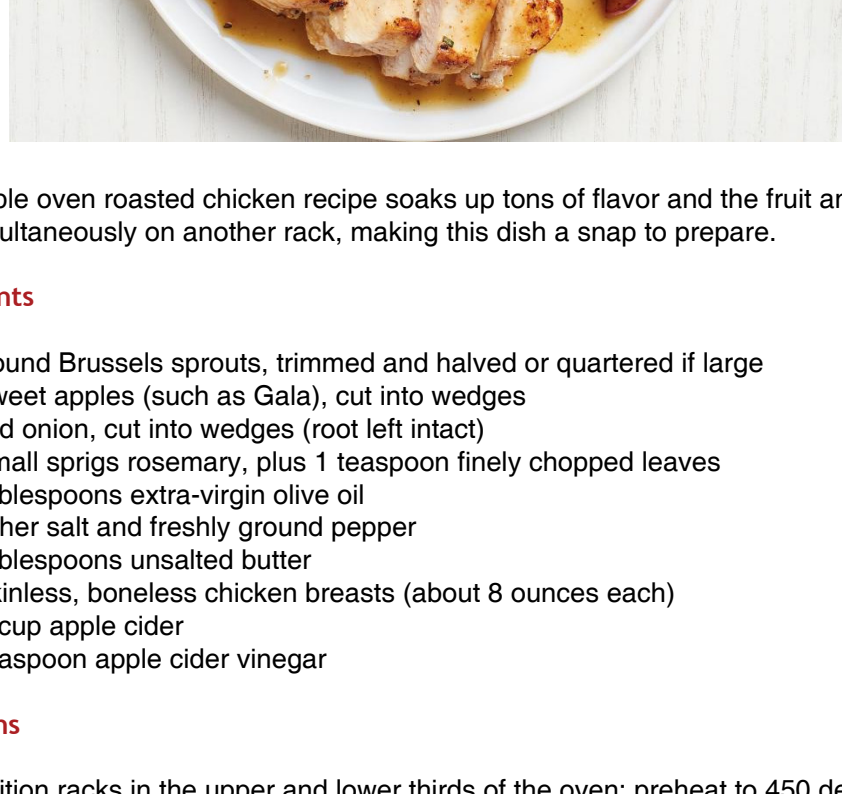 ple oven roasted chicken recipe soaks up tons of flavor and the fruit an
ultaneously on another rack, making this dish a snap to prepare.
nts
ound Brussels sprouts, trimmed and halved or quartered if large
weet apples (such as Gala), cut into wedges
d onion, cut into wedges (root left intact)
mall sprigs rosemary, plus 1 teaspoon finely chopped leaves
blespoons extra-virgin olive oil
her salt and freshly ground pepper
blespoons unsalted butter
kinless, boneless chicken breasts (about 8 ounces each)
cup apple cider
aspoon apple cider vinegar
ns
ition racks in the upper and lower thirds of the oven; preheat to 450 de